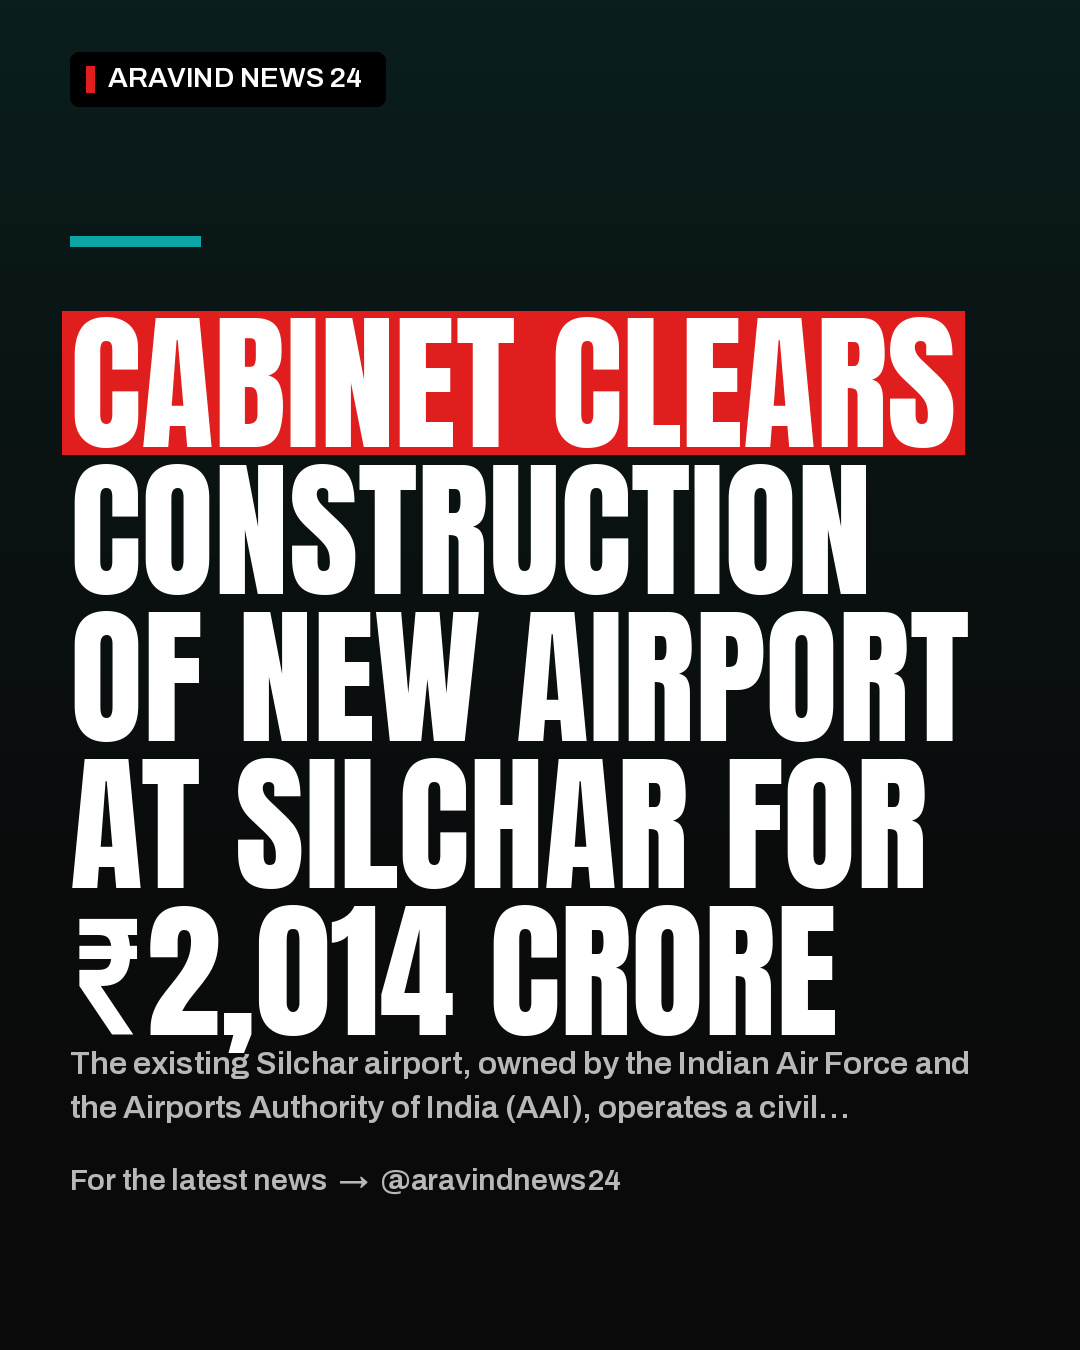 ARAVIND NEWS 24
CABINET CLEARS
CONSTRUCTION
OF NEW AIRPORT
AT SILCHAR FOR
₹2,014 CRORE
The existing Silchar airport, owned by the Indian Air Force and
the Airports Authority of India (AAI), operates a civil…
For the latest news → @aravindnews24